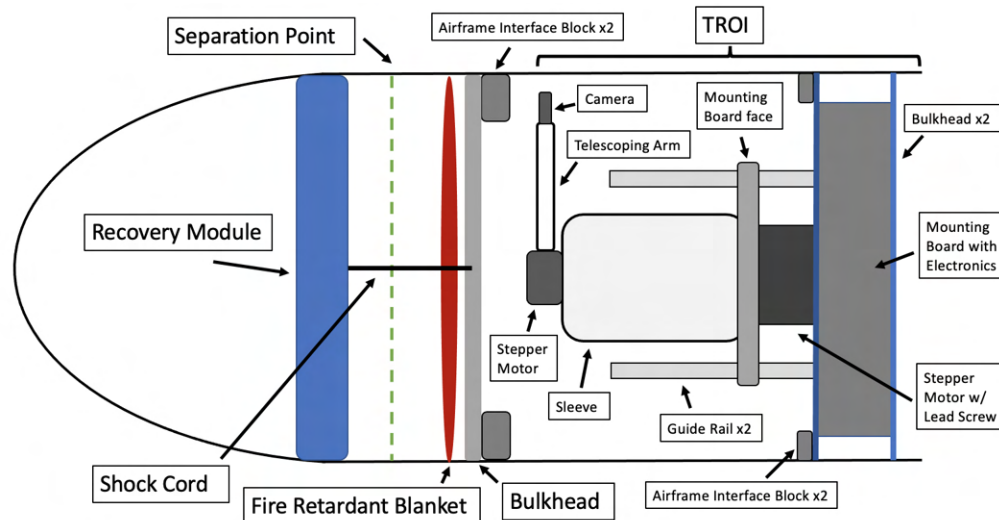 Separation Point
Airframe Interface Block x2
TROI
Camera
Mounting
Board face
Bulkhead x2
Telescoping Arm
Recovery Module
Mounting
Board with
Electronics
Stepper
Motor
Sleeve
Guide Rail x2
Stepper
Motor w/
Lead Screw
Shock Cord
Fire Retardant Blanket
Bulkhead
Airframe Interface Block x2